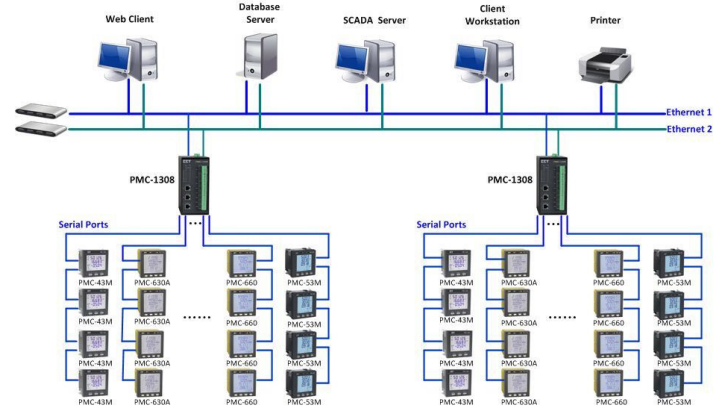 Web Client
Database
Server
SCADA Server
Client
Workstation
Printer
Ethernet 1
Ethernet 2
PMC-1308
PMC-1308
Serial Ports
Serial Ports
PMC-43M PMC-630A PMC-660 PMC-53M PMC-43M PMC-630A PMC-660 PMC-53M
PMC-43M PMC-630A PMC-660 PMC-53M PMC-43M PMC-630A PMC-660 PMC-53M
PMC-43M PMC-630A PMC-660 PMC-53M PMC-43M PMC-630A PMC-660 PMC-53M
PMC-43M PMC-630A PMC-660 PMC-53M PMC-43M PMC-630A PMC-660 PMC-53M